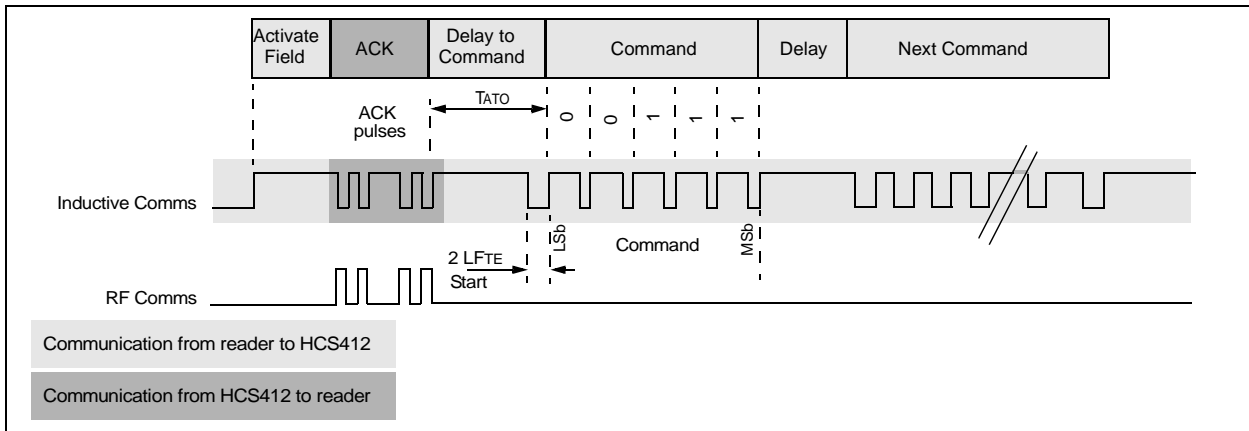 Activate Field
ACK
Delay to Command
Command
Delay
Next Command
TATO
ACK pulses
0 0 1 1 1
Inductive Comms
LSb
Command
MSb
2 LFTE
Start
RF Comms
Communication from reader to HCS412
Communication from HCS412 to reader